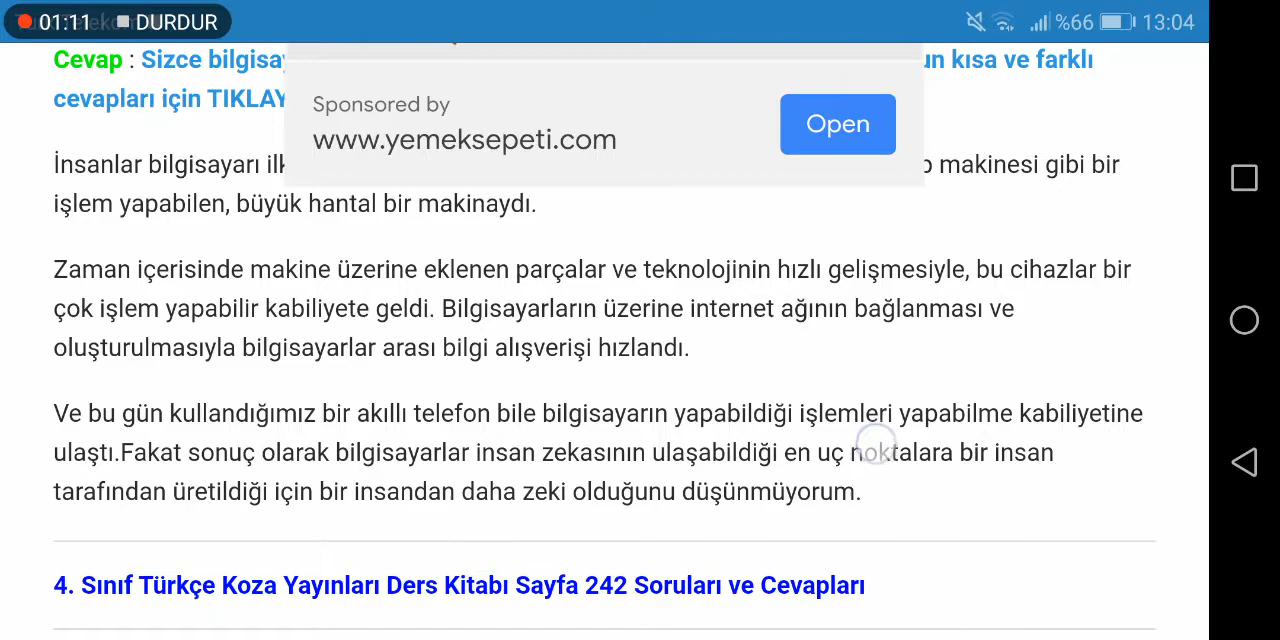 01:11 DURDUR %66 13:04
Cevap : Sizce bilgisay un kısa ve farklı
cevapları için TIKLAY
Sponsored by
www.yemeksepeti.com
Open
İnsanlar bilgisayarı ilk makinesi gibi bir
işlem yapabilen, büyük hantal bir makinaydı.
Zaman içerisinde makine üzerine eklenen parçalar ve teknolojinin hızlı gelişmesiyle, bu cihazlar bir
çok işlem yapabilir kabiliyete geldi. Bilgisayarların üzerine internet ağının bağlanması ve
oluşturulmasıyla bilgisayarlar arası bilgi alışverişi hızlandı.
Ve bu gün kullandığımız bir akıllı telefon bile bilgisayarın yapabildiği işlemleri yapabilme kabiliyetine
ulaştı.Fakat sonuç olarak bilgisayarlar insan zekasının ulaşabildiği en uç noktalara bir insan
tarafından üretildiği için bir insandan daha zeki olduğunu düşünmüyorum.
4. Sınıf Türkçe Koza Yayınları Ders Kitabı Sayfa 242 Soruları ve Cevapları